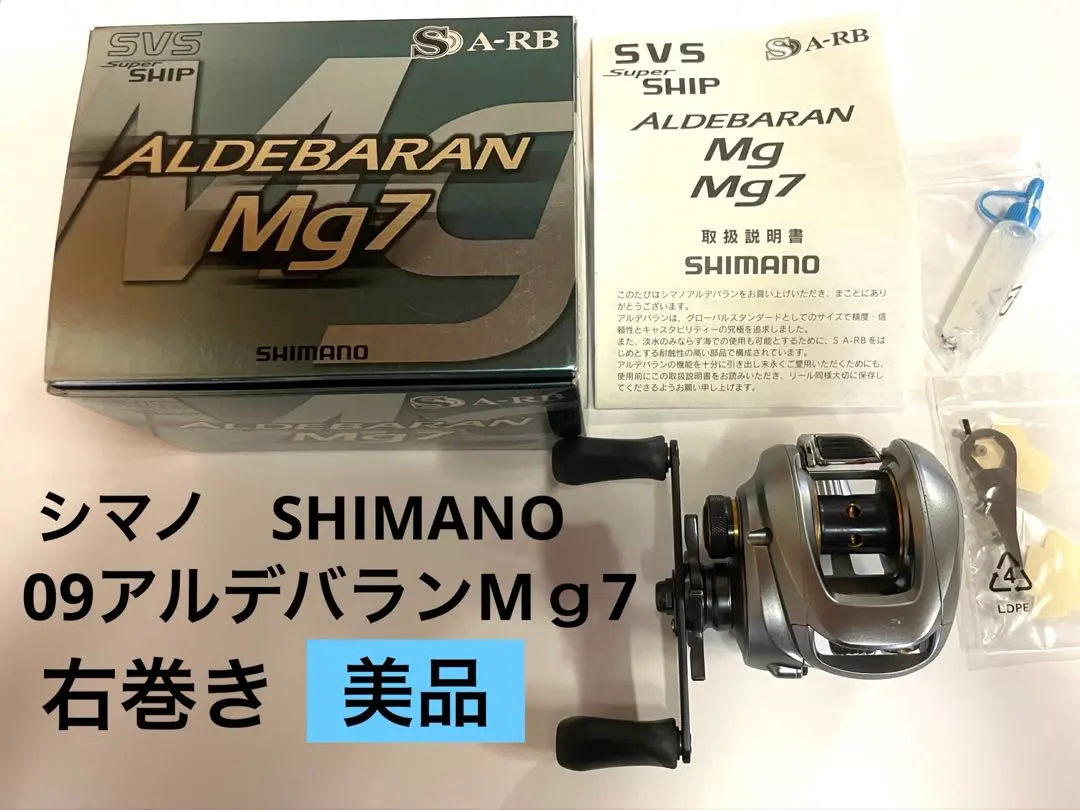 SVS
Super
SHIP
S A-RB
ALDEBARAN
Mg7
SHIMANO
S A-RB
ALDEBARAN
Mg7
SVS
Super
SHIP
S A-RB
ALDEBARAN
Mg
Mg7
取扱説明書
SHIMANO
このたびはシマノアルデバランをお買い上げいただき、まことにあり
がとうございます。
アルデバランは、グローバルスタンダードとしてのサイズで精度・信
頼性とキャスタビリティーの究極を追求しました。
また、淡水のみならず海での使用も可能とするために、S A-RBをは
じめとする耐蝕性の高い部品で構成されています。
アルデバランの機能を十分に引き出し末永くご愛用いただくためにも、
使用前にこの取扱説明書をお読みいただき、リール同様大切に保存し
てくださるようお願い申し上げます。
4
LDPE
シマノ　SHIMANO
09アルデバランMg7
右巻き 美品